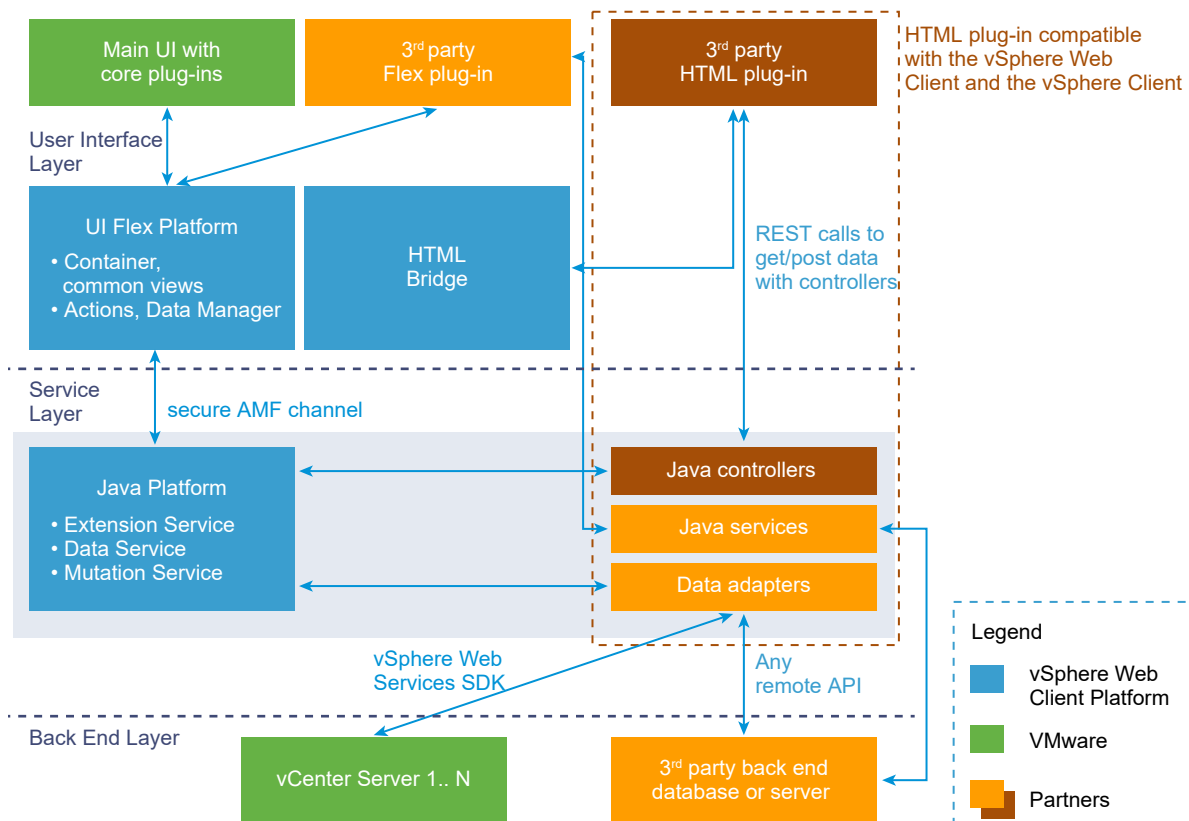 Main UI with
core plug-ins
3rd party
Flex plug-in
3rd party
HTML plug-in
HTML plug-in compatible
with the vSphere Web
Client and the vSphere Client
User Interface
Layer
UI Flex Platform
• Container,
common views
• Actions, Data Manager
HTML
Bridge
REST calls to
get/post data
with controllers
Service
Layer
secure AMF channel
Java Platform
• Extension Service
• Data Service
• Mutation Service
Java controllers
Java services
Data adapters
vSphere Web
Services SDK
Any
remote API
Back End Layer
vCenter Server 1.. N
3rd party back end
database or server
Legend
vSphere Web
Client Platform
VMware
Partners